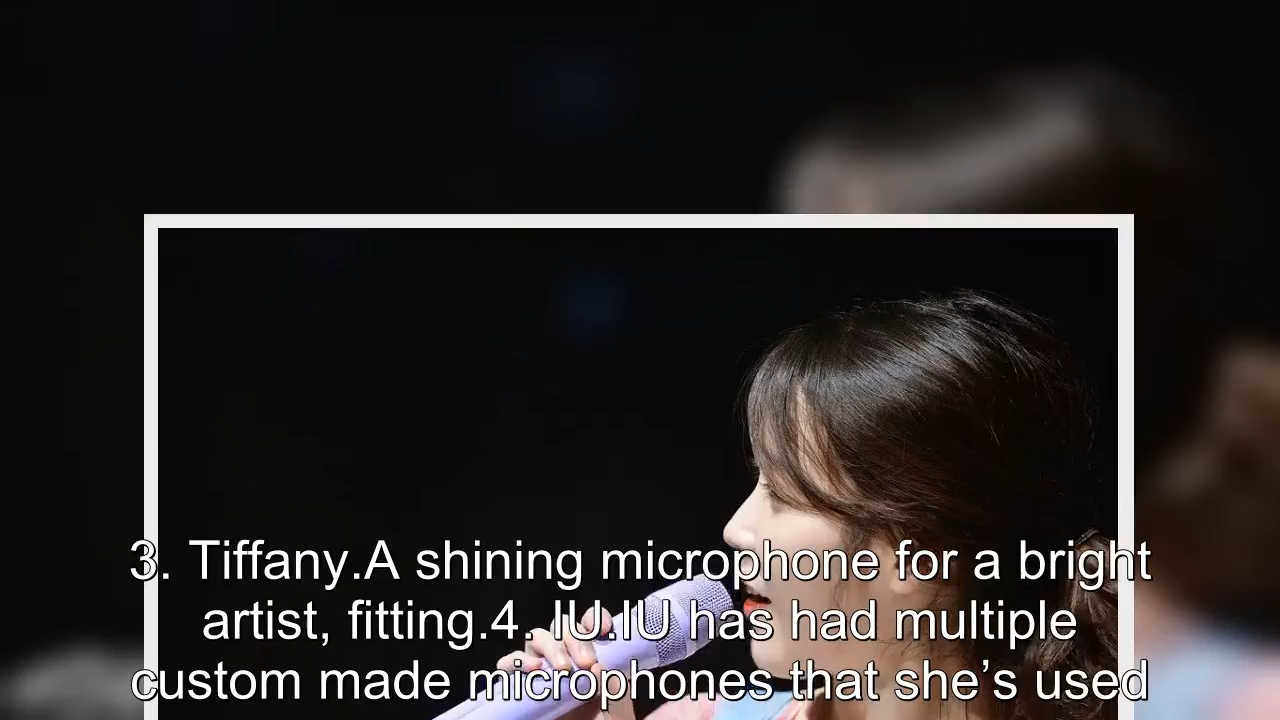 3. Tiffany.A shining microphone for a bright
artist, fitting.4. IU.IU has had multiple
custom made microphones that she’s used